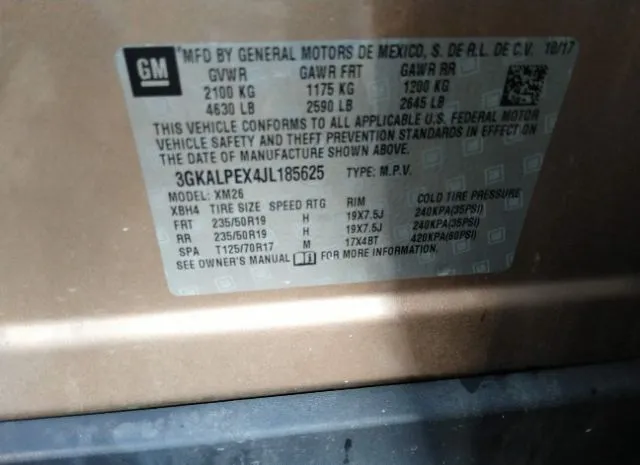 GM
*MFD BY GENERAL MOTORS DE MEXICO, S. DE R.L. DE C.V. 10/17
GVWR GAWR FRT GAWR RR
2100 KG 1175 KG 1200 KG
4630 LB 2590 LB 2645 LB
THIS VEHICLE CONFORMS TO ALL APPLICABLE U.S. FEDERAL MOTOR
VEHICLE SAFETY AND THEFT PREVENTION STANDARDS IN EFFECT ON
THE DATE OF MANUFACTURE SHOWN ABOVE.
3GKALPEX4JL185625 TYPE: M.P.V.
MODEL: XM26
XBH4 TIRE SIZE SPEED RTG RIM COLD TIRE PRESSURE
FRT 235/50R19 H 19X7.5J 240KPA(35PSI)
RR 235/50R19 H 19X7.5J 240KPA(35PSI)
SPA T125/70R17 M 17X4BT 420KPA(60PSI)
SEE OWNER'S MANUAL FOR MORE INFORMATION.